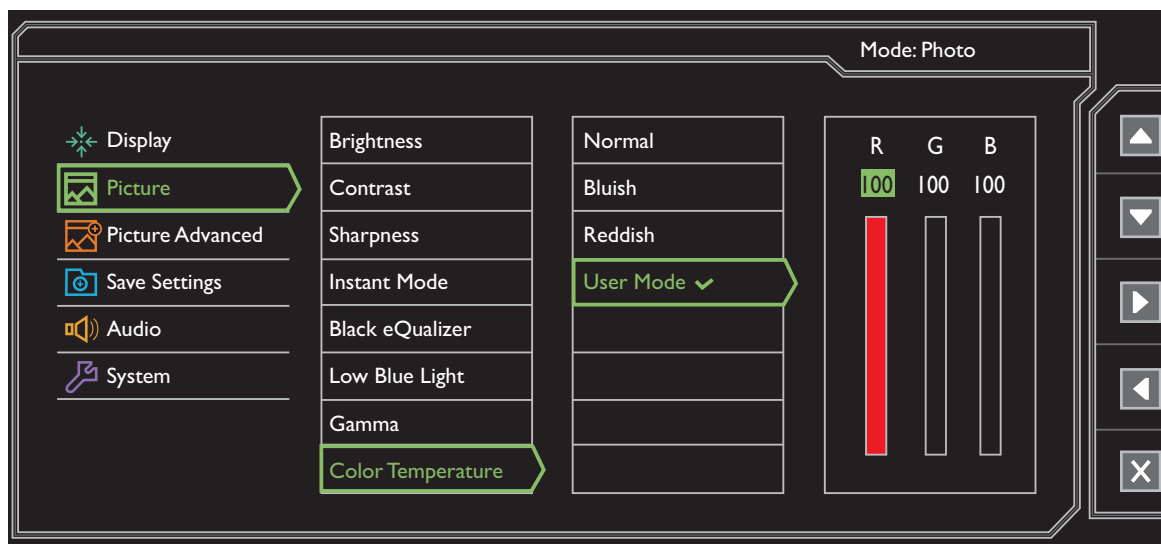 Mode: Photo
Display
Picture
Picture Advanced
Save Settings
Audio
System
Brightness
Contrast
Sharpness
Instant Mode
Black eQualizer
Low Blue Light
Gamma
Color Temperature
Normal
Bluish
Reddish
User Mode
R G B
100 100 100